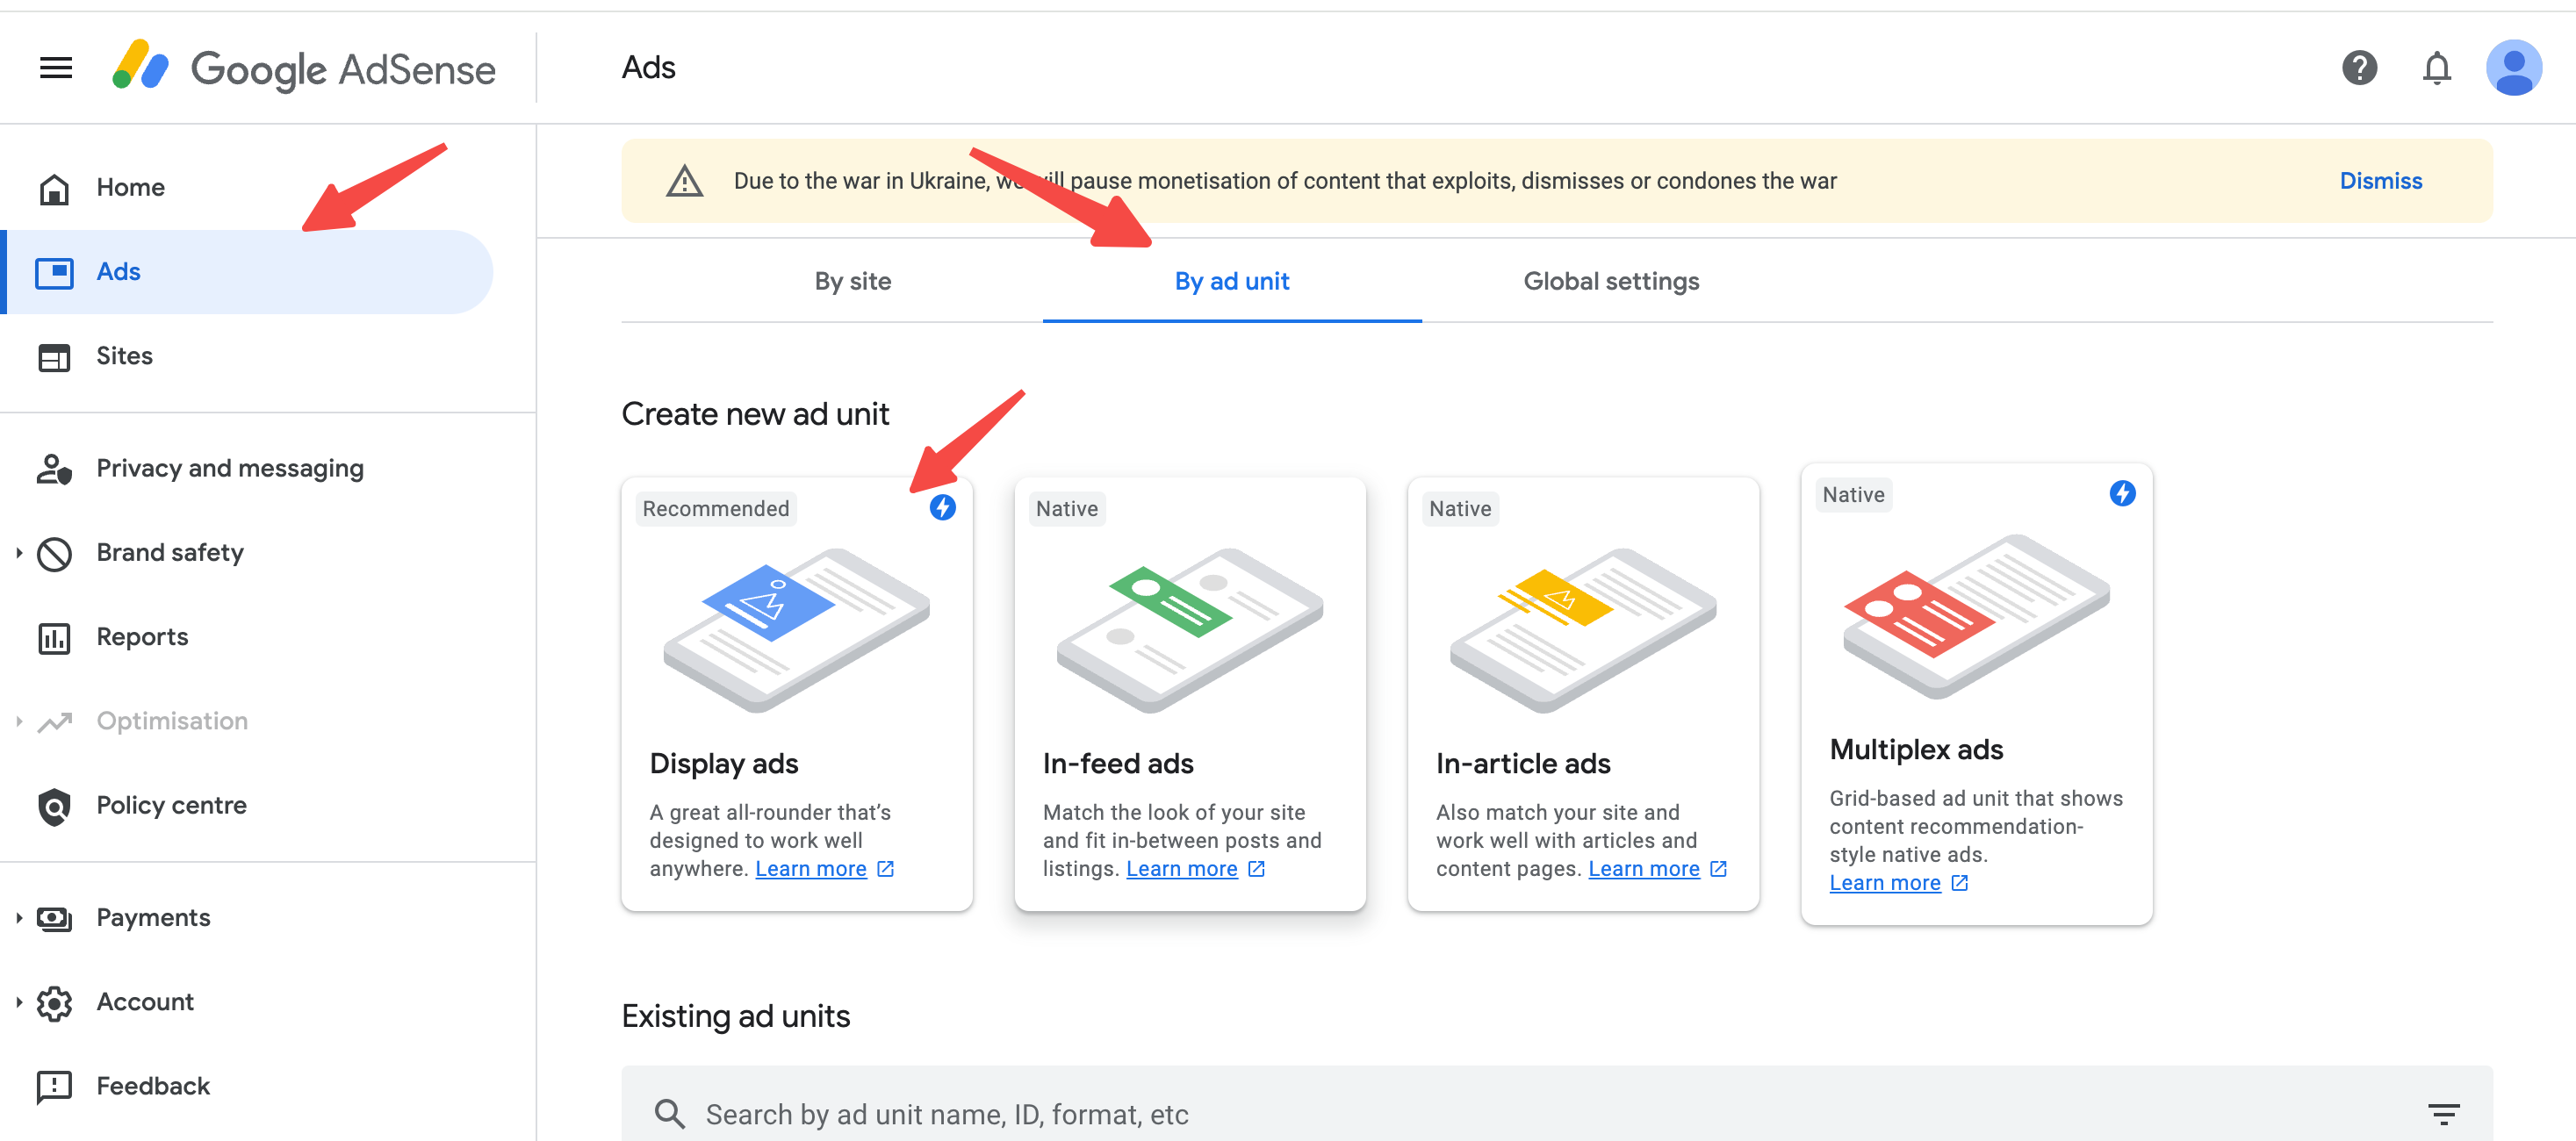 Google AdSense
Ads
Home
Ads
Sites
Privacy and messaging
Brand safety
Reports
Optimisation
Policy centre
Payments
Account
Feedback
Due to the war in Ukraine, we will pause monetisation of content that exploits, dismisses or condones the war
Dismiss
By site
By ad unit
Global settings
Create new ad unit
Recommended
Display ads
A great all-rounder that's
designed to work well
anywhere. Learn more
Native
In-feed ads
Match the look of your site
and fit in-between posts and
listings. Learn more
Native
In-article ads
Also match your site and
work well with articles and
content pages. Learn more
Native
Multiplex ads
Grid-based ad unit that shows
content recommendation-
style native ads.
Learn more
Existing ad units
Search by ad unit name, ID, format, etc